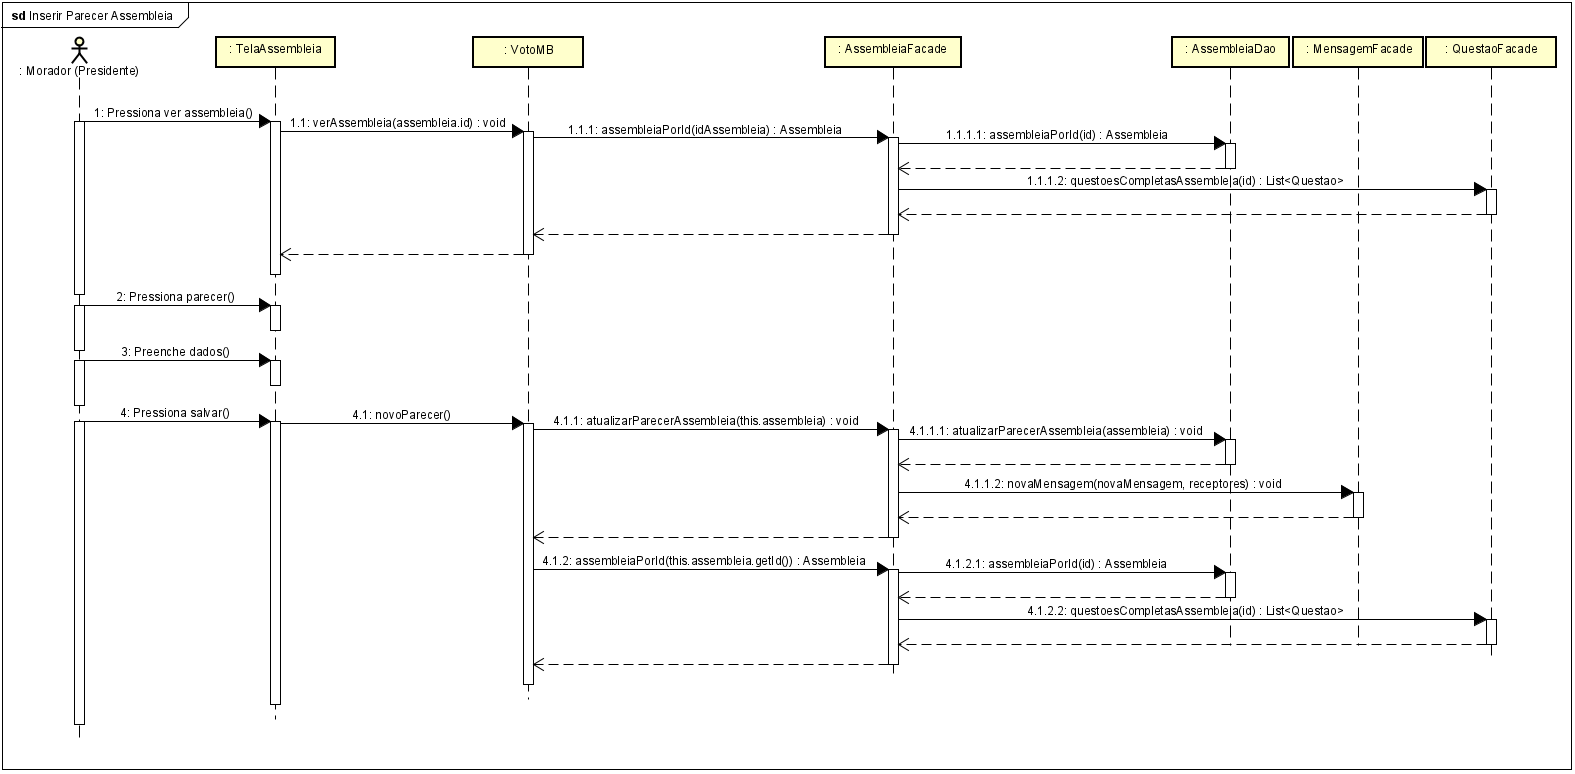 sd Inserir Parecer Assembleia
: Morador (Presidente)
: TelaAssembleia
: VotoMB
: AssembleiaFacade
: AssembleiaDao
: MensagemFacade
: QuestaoFacade
1: Pressiona ver assembleia()
1.1: verAssembleia(assembleia.id) : void
1.1.1: assembleiaPorId(idAssembleia) : Assembleia
1.1.1.1: assembleiaPorId(id) : Assembleia
1.1.1.2: questoesCompletasAssembleia(id) : List<Questao>
2: Pressiona parecer()
3: Preenche dados()
4: Pressiona salvar()
4.1: novoParecer()
4.1.1: atualizarParecerAssembleia(this.assembleia) : void
4.1.1.1: atualizarParecerAssembleia(assembleia) : void
4.1.1.2: novaMensagem(novaMensagem, receptores) : void
4.1.2: assembleiaPorId(this.assembleia.getId()) : Assembleia
4.1.2.1: assembleiaPorId(id) : Assembleia
4.1.2.2: questoesCompletasAssembleia(id) : List<Questao>